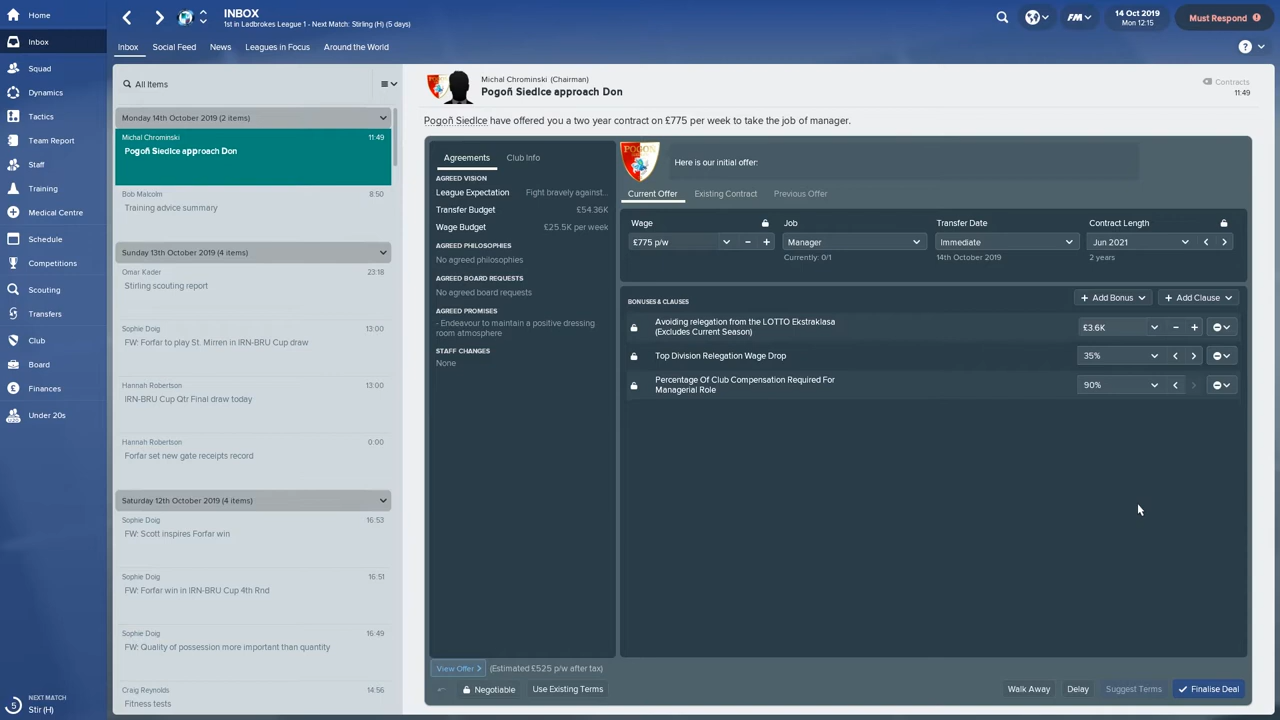 Home
Inbox
Squad
Dynamics
Tactics
Team Report
Staff
Training
Medical Centre
Schedule
Competitions
Scouting
Transfers
Club
Board
Finances
Under 20s
NEXT MATCH
5
Stir (H)
INBOX
1st in Ladbrokes League 1 - Next Match: Stirling (H) (5 days)
FM
14 Oct 2019
Mon 12:15
Must Respond
Inbox
Social Feed
News
Leagues in Focus
Around the World
?
All Items
Monday 14th October 2019 (2 items)
Michal Chrominski
11:49
Pogoń Siedlce approach Don
Bob Malcolm
8:50
Training advice summary
Sunday 13th October 2019 (4 items)
Omar Kader
23:18
Stirling scouting report
Sophie Doig
13:00
FW: Forfar to play St. Mirren in IRN-BRU Cup draw
Hannah Robertson
13:00
IRN-BRU Cup Qtr Final draw today
Hannah Robertson
0:00
Forfar set new gate receipts record
Saturday 12th October 2019 (4 items)
Sophie Doig
16:53
FW: Scott inspires Forfar win
Sophie Doig
16:51
FW: Forfar win in IRN-BRU Cup 4th Rnd
Sophie Doig
16:49
FW: Quality of possession more important than quantity
Craig Reynolds
14:56
Fitness tests
Michal Chrominski (Chairman)
Pogoń Siedlce approach Don
Contracts
11:49
Pogoń Siedlce have offered you a two year contract on £775 per week to take the job of manager.
Agreements
Club Info
AGREED VISION
League Expectation
Fight bravely against...
Transfer Budget
£54.36K
Wage Budget
£25.5K per week
AGREED PHILOSOPHIES
No agreed philosophies
AGREED BOARD REQUESTS
No agreed board requests
AGREED PROMISES
- Endeavour to maintain a positive dressing
room atmosphere
STAFF CHANGES
None
POGOŃ
Here is our initial offer:
Current Offer
Existing Contract
Previous Offer
Wage
Job
Transfer Date
Contract Length
£775 p/w
Manager
Immediate
Jun 2021
Currently: 0/1
14th October 2019
2 years
BONUSES & CLAUSES
Add Bonus
Add Clause
Avoiding relegation from the LOTTO Ekstraklasa
(Excludes Current Season)
£3.6K
Top Division Relegation Wage Drop
35%
Percentage Of Club Compensation Required For
Managerial Role
90%
View Offer
(Estimated £525 p/w after tax)
Negotiable
Use Existing Terms
Walk Away
Delay
Suggest Terms
Finalise Deal